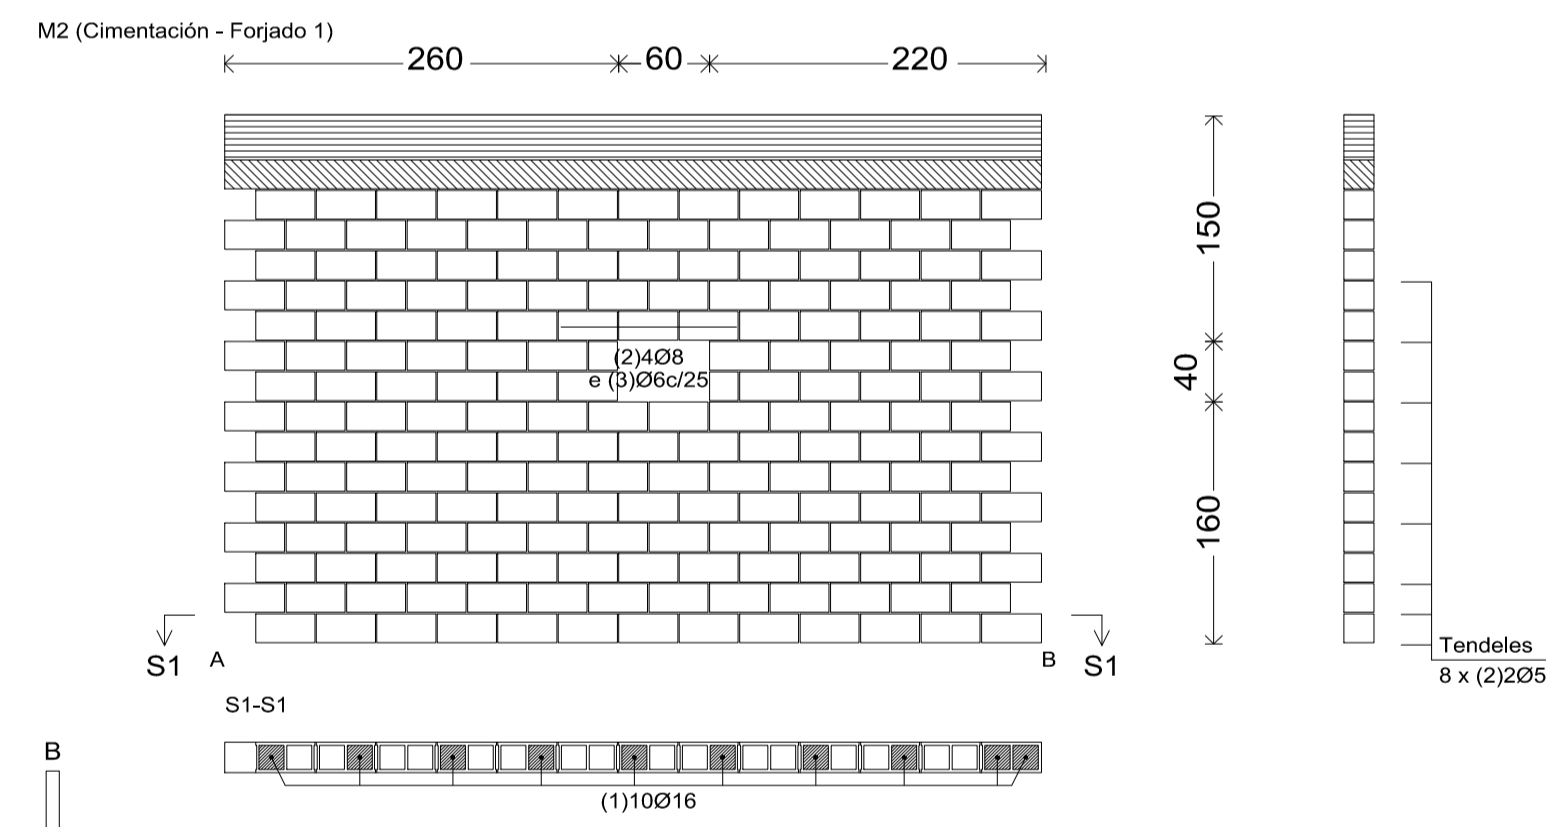 M2 (Cimentación - Forjado 1)
260 60 220
150
(2)4Ø8
e (3)Ø6c/25
40
160
S1 A B S1
Tendeles
8 x (2)2Ø5
S1-S1
B
(1)10Ø16